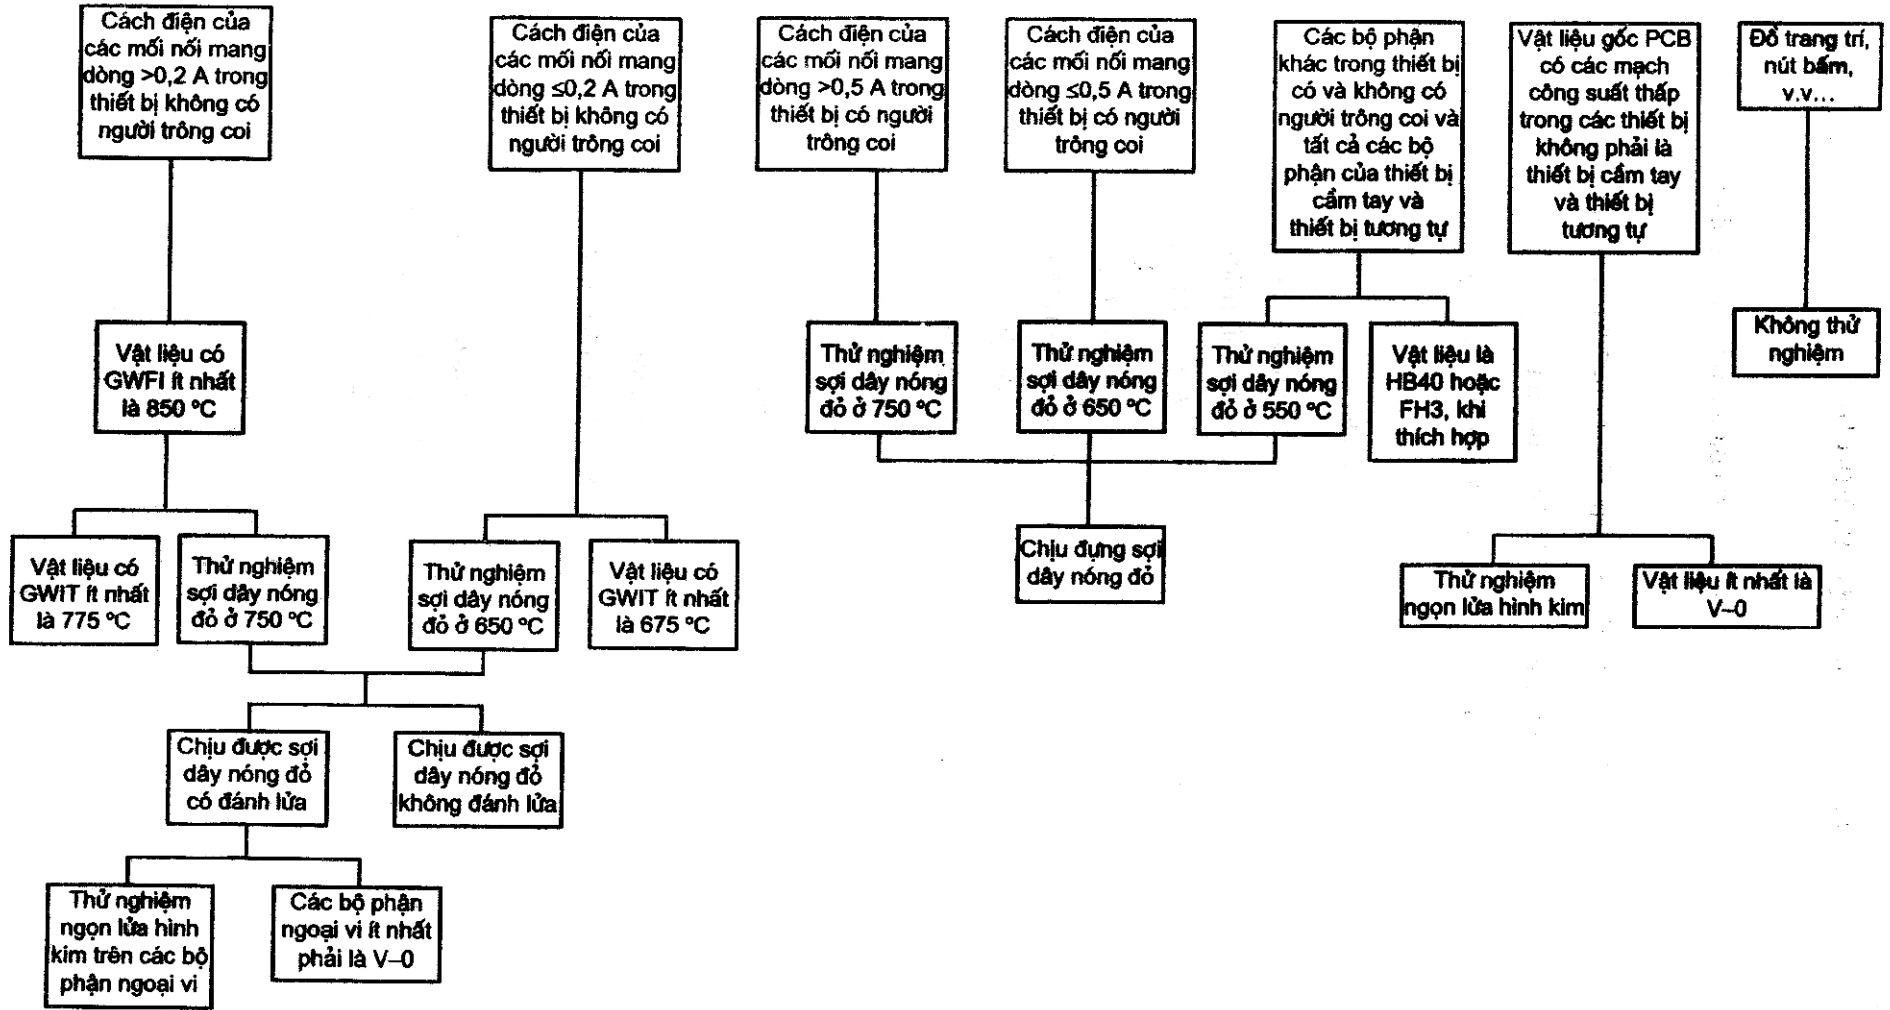 Cách điện của
các mối nối mang
dòng >0,2 A trong
thiết bị không có
người trông coi
Cách điện của
các mối nối mang
dòng ≤0,2 A trong
thiết bị không có
người trông coi
Cách điện của
các mối nối mang
dòng >0,5 A trong
thiết bị có người
trông coi
Cách điện của
các mối nối mang
dòng ≤0,5 A trong
thiết bị có người
trông coi
Các bộ phận
khác trong thiết bị
có và không có
người trông coi và
tất cả các bộ
phận của thiết bị
cầm tay và
thiết bị tương tự
Vật liệu gốc PCB
có các mạch
công suất thấp
trong các thiết bị
không phải là
thiết bị cầm tay
và thiết bị
tương tự
Đồ trang trí,
nút bấm,
v.v...
Vật liệu có
GWFI ít nhất
là 850 ºC
Thử nghiệm
sợi dây nóng
đỏ ở 750 ºC
Thử nghiệm
sợi dây nóng
đỏ ở 650 ºC
Thử nghiệm
sợi dây nóng
đỏ ở 550 ºC
Vật liệu là
HB40 hoặc
FH3, khi
thích hợp
Không thử
nghiệm
Vật liệu có
GWIT ít nhất
là 775 ºC
Thử nghiệm
sợi dây nóng
đỏ ở 750 ºC
Thử nghiệm
sợi dây nóng
đỏ ở 650 ºC
Vật liệu có
GWIT ít nhất
là 675 ºC
Chịu đựng sợi
dây nóng đỏ
Thử nghiệm
ngọn lửa hình kim
Vật liệu ít nhất là
V–0
Chịu được sợi
dây nóng đỏ
có đánh lửa
Chịu được sợi
dây nóng đỏ
không đánh lửa
Thử nghiệm
ngọn lửa hình
kim trên các bộ
phận ngoại vi
Các bộ phận
ngoại vi ít nhất
phải là V–0